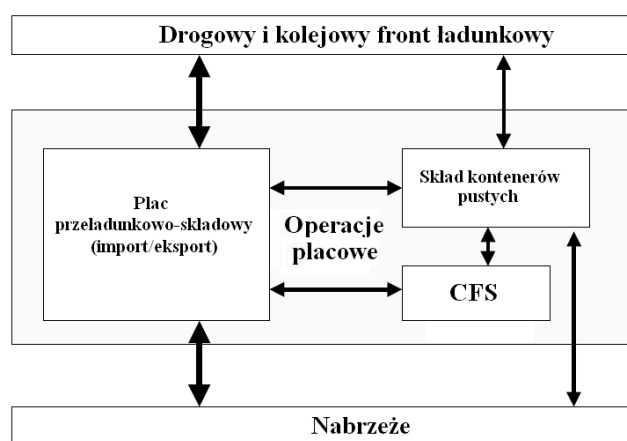 Drogowy i kolejowy front ładunkowy
Plac
przeładunkowo-składowy
(import/eksport)
Operacje
placowe
Skład kontenerów
pustych
CFS
Nabrzeże